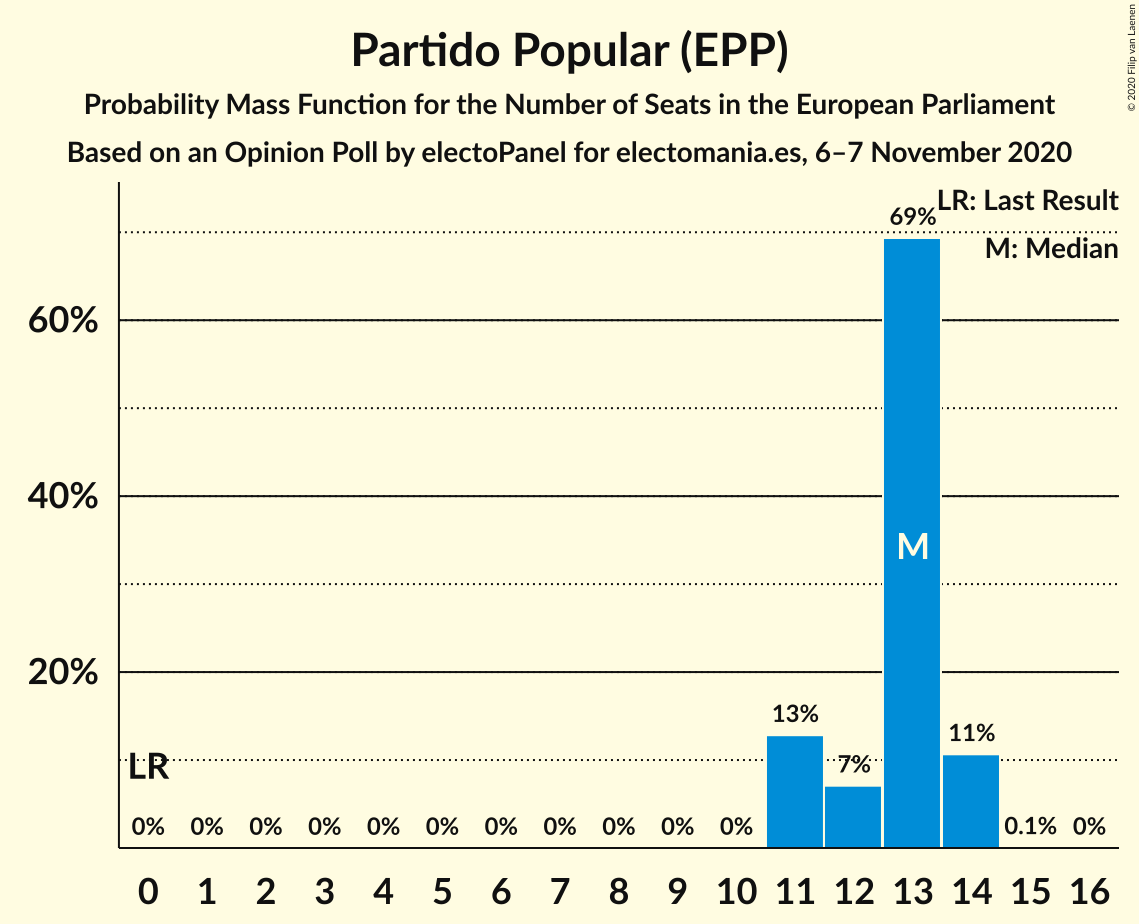 Partido Popular (EPP)
Probability Mass Function for the Number of Seats in the European Parliament
Based on an Opinion Poll by electoPanel for electomania.es, 6–7 November 2020
© 2020 Filip van Laenen
LR: Last Result
M: Median
60%
40%
20%
LR
M
0% 0% 0% 0% 0% 0% 0% 0% 0% 0% 0% 13% 7% 69% 11% 0.1% 0%
0 1 2 3 4 5 6 7 8 9 10 11 12 13 14 15 16